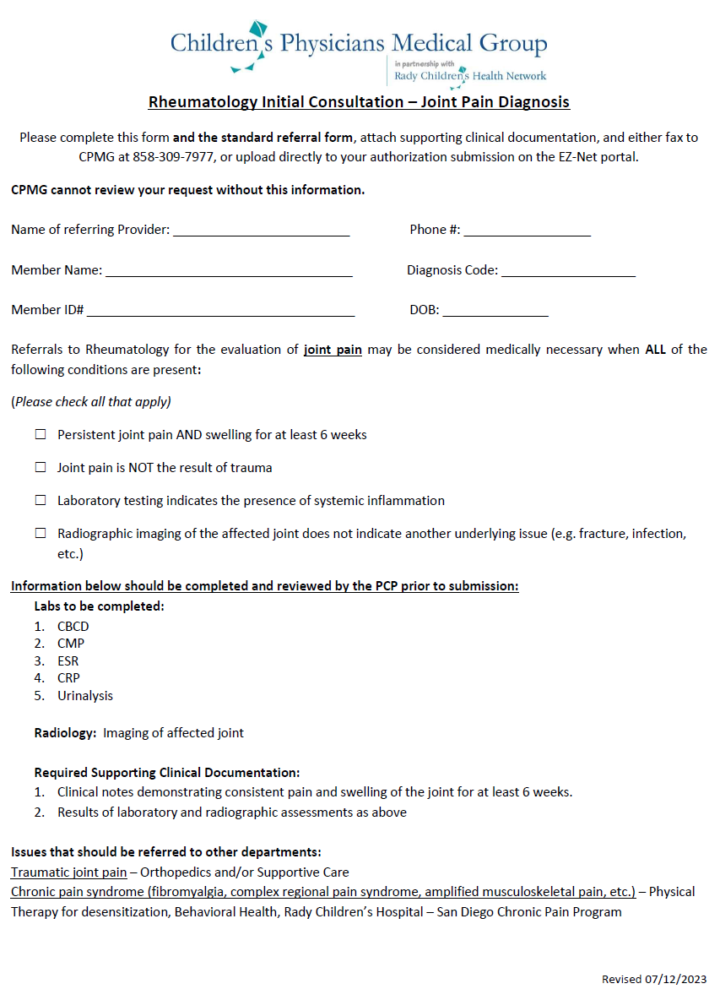 Children's Physicians Medical Group
in partnership with
Rady Children's Health Network
Rheumatology Initial Consultation – Joint Pain Diagnosis
Please complete this form and the standard referral form, attach supporting clinical documentation, and either fax to
CPMG at 858-309-7977, or upload directly to your authorization submission on the EZ-Net portal.
CPMG cannot review your request without this information.
Name of referring Provider: _________________________ Phone #: __________________
Member Name: ___________________________________ Diagnosis Code: ___________________
Member ID# ______________________________________ DOB: _______________
Referrals to Rheumatology for the evaluation of joint pain may be considered medically necessary when ALL of the
following conditions are present:
(Please check all that apply)
☐ Persistent joint pain AND swelling for at least 6 weeks
☐ Joint pain is NOT the result of trauma
☐ Laboratory testing indicates the presence of systemic inflammation
☐ Radiographic imaging of the affected joint does not indicate another underlying issue (e.g. fracture, infection,
etc.)
Information below should be completed and reviewed by the PCP prior to submission:
Labs to be completed:
1. CBCD
2. CMP
3. ESR
4. CRP
5. Urinalysis
Radiology: Imaging of affected joint
Required Supporting Clinical Documentation:
1. Clinical notes demonstrating consistent pain and swelling of the joint for at least 6 weeks.
2. Results of laboratory and radiographic assessments as above
Issues that should be referred to other departments:
Traumatic joint pain – Orthopedics and/or Supportive Care
Chronic pain syndrome (fibromyalgia, complex regional pain syndrome, amplified musculoskeletal pain, etc.) – Physical
Therapy for desensitization, Behavioral Health, Rady Children's Hospital – San Diego Chronic Pain Program
Revised 07/12/2023